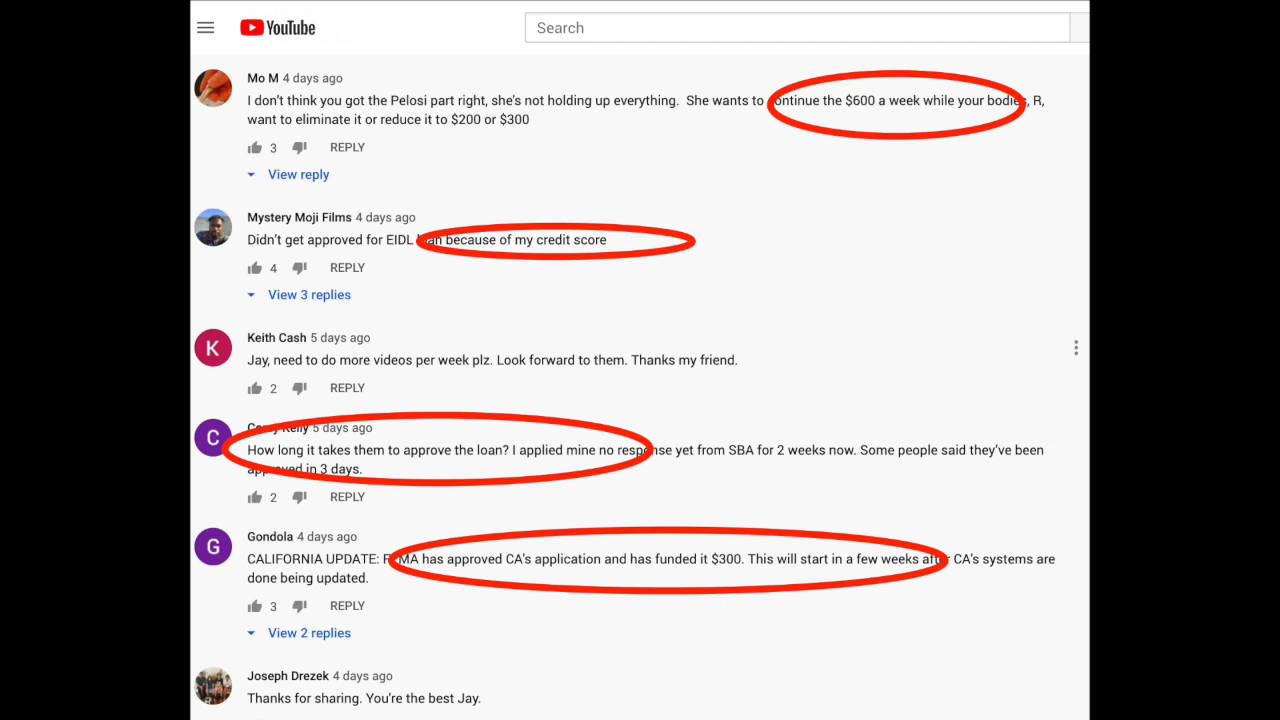 YouTube
Search
Mo M 4 days ago
I don't think you got the Pelosi part right, she's not holding up everything. She wants to continue the $600 a week while your bodies, R,
want to eliminate it or reduce it to $200 or $300
3 REPLY
View reply
Mystery Moji Films 4 days ago
Didn't get approved for EIDL loan because of my credit score
4 REPLY
View 3 replies
K
Keith Cash 5 days ago
Jay, need to do more videos per week plz. Look forward to them. Thanks my friend.
2 REPLY
C
Kelly 5 days ago
How long it takes them to approve the loan? I applied mine no response yet from SBA for 2 weeks now. Some people said they've been
approved in 3 days.
2 REPLY
G
Gondola 4 days ago
CALIFORNIA UPDATE: FEMA has approved CA's application and has funded it $300. This will start in a few weeks after CA's systems are
done being updated.
3 REPLY
View 2 replies
Joseph Drezek 4 days ago
Thanks for sharing. You're the best Jay.